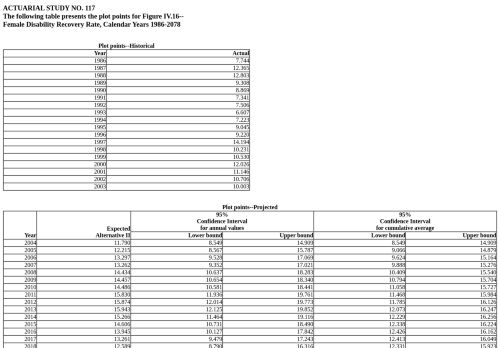 ACTUARIAL STUDY NO. 117
The following table presents the plot points for Figure IV.16--
Female Disability Recovery Rate, Calendar Years 1986-2078
Plot points--Historical
Year Actual
1986 7.744
1987 12.365
1988 12.803
1989 9.308
1990 8.869
1991 7.341
1992 7.506
1993 6.607
1994 7.223
1995 9.045
1996 9.220
1997 14.194
1998 10.231
1999 10.530
2000 12.026
2001 11.146
2002 10.706
2003 10.003
Plot points--Projected
95% 95%
Confidence Interval Confidence Interval
Expected for annual values for cumulative average
Year Alternative II Lower bound Upper bound Lower bound Upper bound
2004 11.790 8.549 14.909 8.549 14.909
2005 12.215 8.567 15.787 9.066 14.879
2006 13.297 9.528 17.069 9.624 15.164
2007 13.262 9.352 17.021 9.888 15.276
2008 14.434 10.637 18.283 10.409 15.540
2009 14.457 10.654 18.340 10.794 15.704
2010 14.486 10.581 18.441 11.058 15.727
2011 15.830 11.936 19.761 11.468 15.984
2012 15.874 12.014 19.773 11.785 16.126
2013 15.943 12.125 19.852 12.073 16.247
2014 15.266 11.464 19.116 12.229 16.256
2015 14.606 10.731 18.490 12.338 16.224
2016 13.945 10.127 17.842 12.392 16.162
2017 13.261 9.479 17.243 12.413 16.049
2018 12.589 8.790 16.316 12.331 15.923